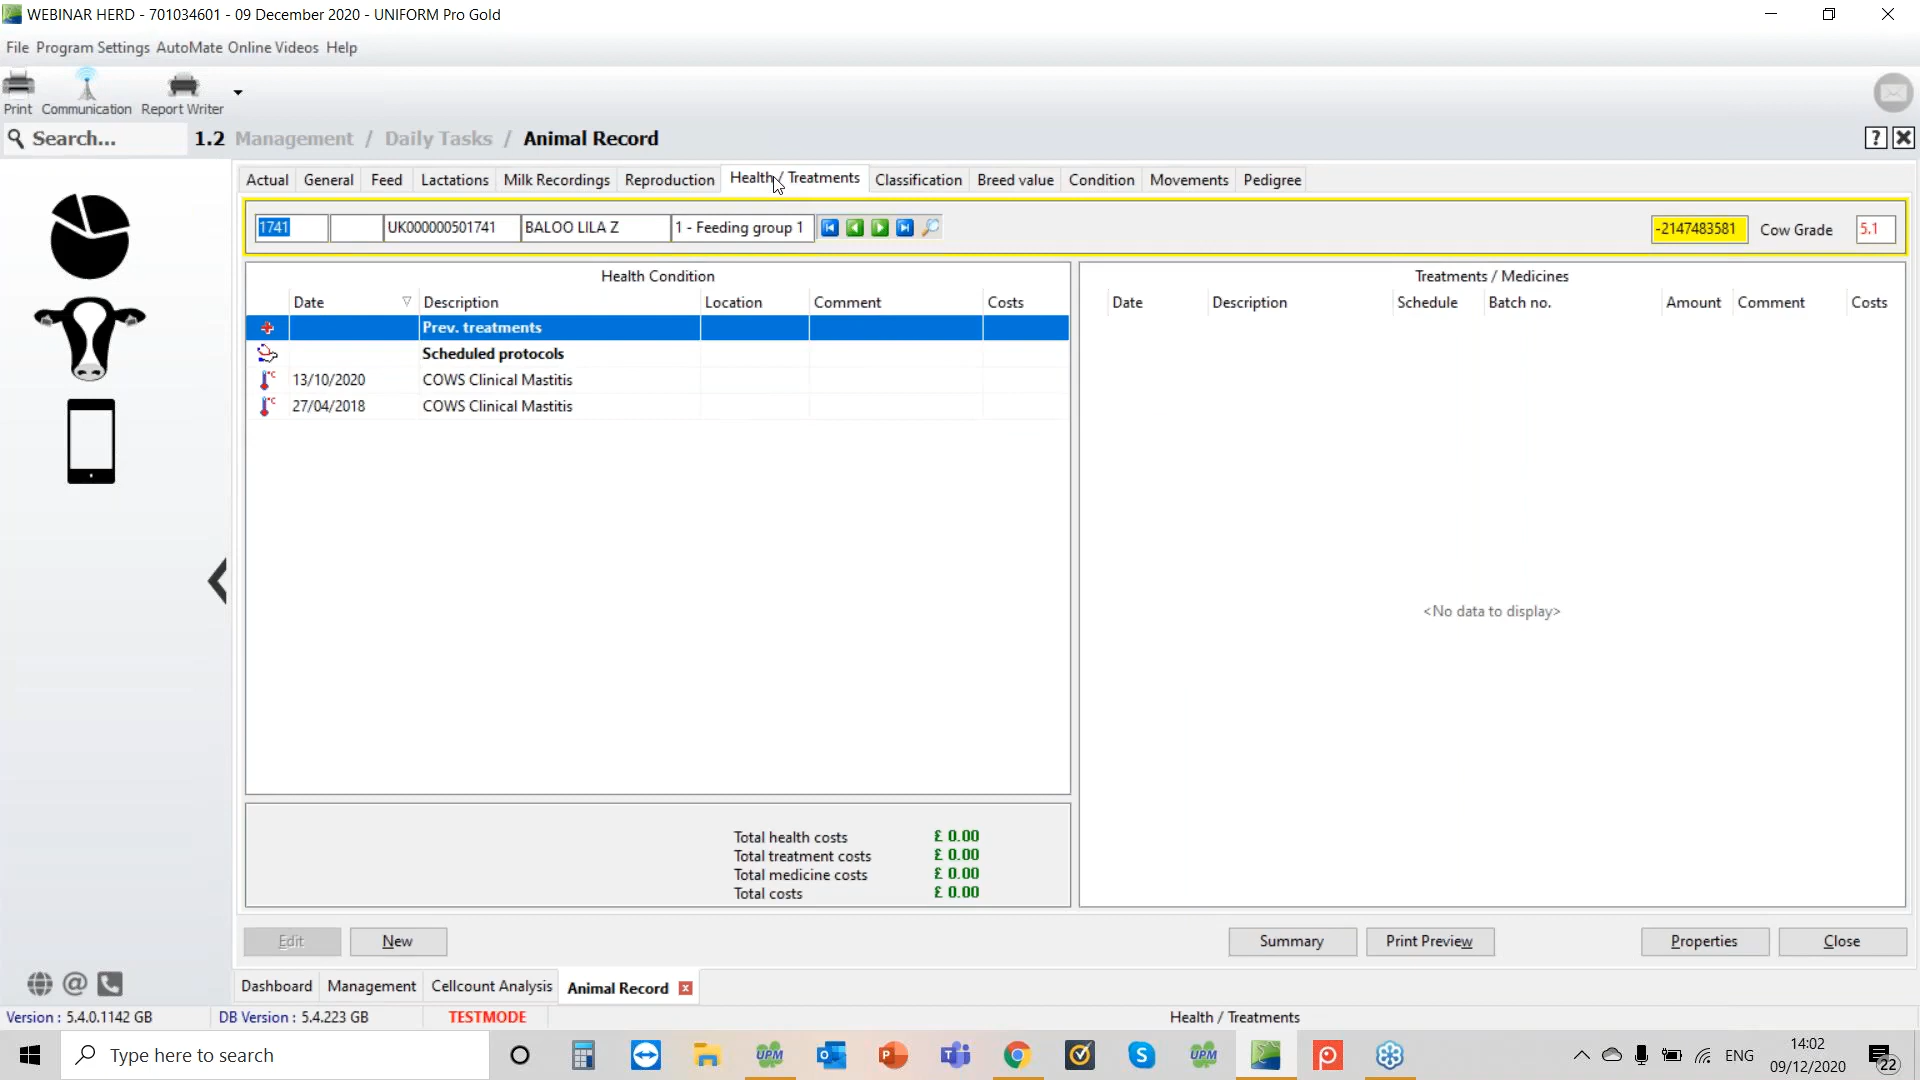 WEBINAR HERD - 701034601 - 09 December 2020 - UNIFORM Pro Gold
File Program Settings AutoMate Online Videos Help
Print Communication Report Writer
Search... 1.2 Management / Daily Tasks / Animal Record ?
Actual General Feed Lactations Milk Recordings Reproduction Health / Treatments Classification Breed value Condition Movements Pedigree
1741 UK000000501741 BALOO LILA Z 1 - Feeding group 1 -2147483581 Cow Grade 5.1
Health Condition
Date Description Location Comment Costs
Prev. treatments
Scheduled protocols
°C 13/10/2020 COWS Clinical Mastitis
°C 27/04/2018 COWS Clinical Mastitis
Total health costs £ 0.00
Total treatment costs £ 0.00
Total medicine costs £ 0.00
Total costs £ 0.00
Treatments / Medicines
Date Description Schedule Batch no. Amount Comment Costs
<No data to display>
Edit New Summary Print Preview Properties Close
@
Dashboard Management Cellcount Analysis Animal Record
Version : 5.4.0.1142 GB DB Version : 5.4.223 GB TESTMODE Health / Treatments
Type here to search UPM UPM ENG 14:02
09/12/2020 22